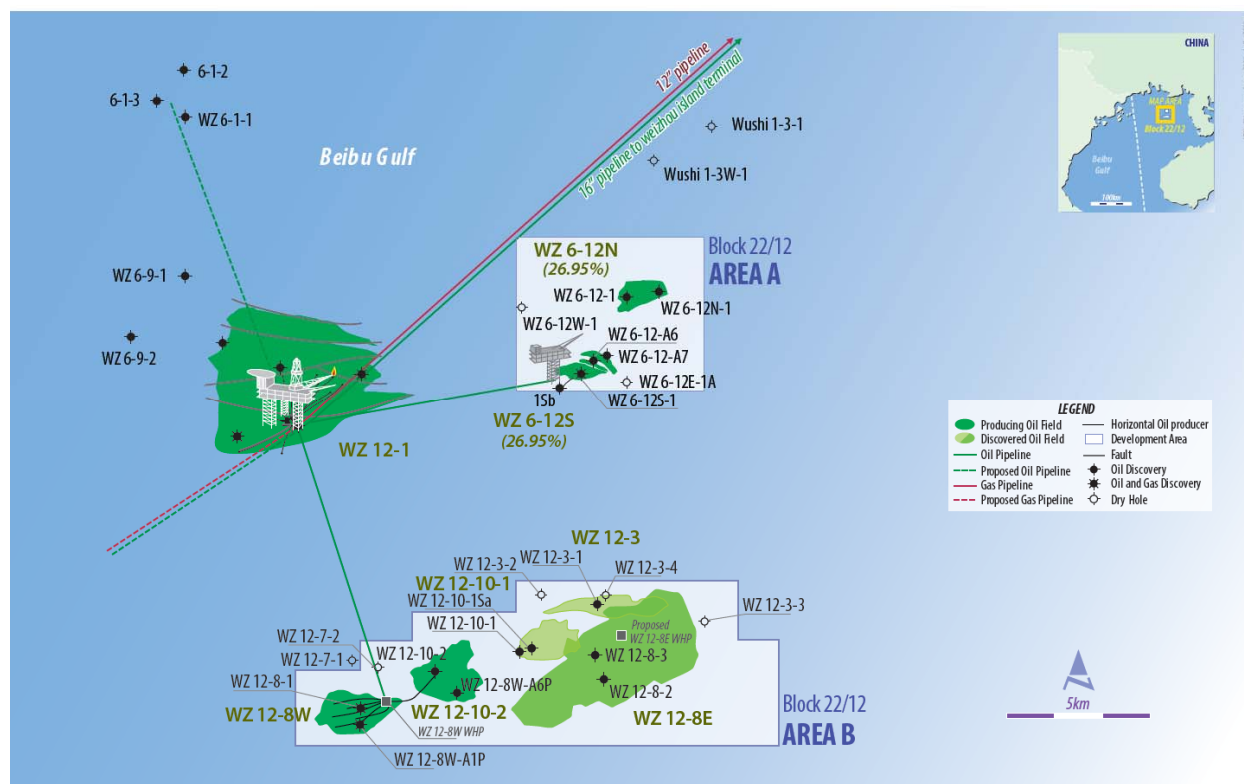 6-1-2
6-1-3
WZ 6-1-1
Beibu Gulf
12” pipeline
16” pipeline to weizhou island terminal
Wushi 1-3-1
Wushi 1-3W-1
CHINA
MAP AREA
Block 22/12
Beibu
Gulf
100km
WZ 6-9-1
WZ 6-9-2
WZ 12-1
WZ 6-12N
(26.95%)
Block 22/12
AREA A
WZ 6-12-1
WZ 6-12N-1
WZ 6-12W-1
WZ 6-12-A6
WZ 6-12-A7
WZ 6-12E-1A
1Sb
WZ 6-12S-1
WZ 6-12S
(26.95%)
LEGEND
Producing Oil Field
Discovered Oil Field
Oil Pipeline
Proposed Oil Pipeline
Gas Pipeline
Proposed Gas Pipeline
Horizontal Oil producer
Development Area
Fault
Oil Discovery
Oil and Gas Discovery
Dry Hole
WZ 12-3
WZ 12-3-1
WZ 12-3-2
WZ 12-3-4
WZ 12-10-1
WZ 12-10-1Sa
WZ 12-10-1
WZ 12-3-3
Proposed
WZ 12-8E WHP
WZ 12-7-2
WZ 12-7-1
WZ 12-10-2
WZ 12-8-3
WZ 12-8-1
WZ 12-8W-A6P
WZ 12-8-2
WZ 12-8W
WZ 12-10-2
WZ 12-8E
WZ 12-8W WHP
WZ 12-8W-A1P
Block 22/12
AREA B
5km